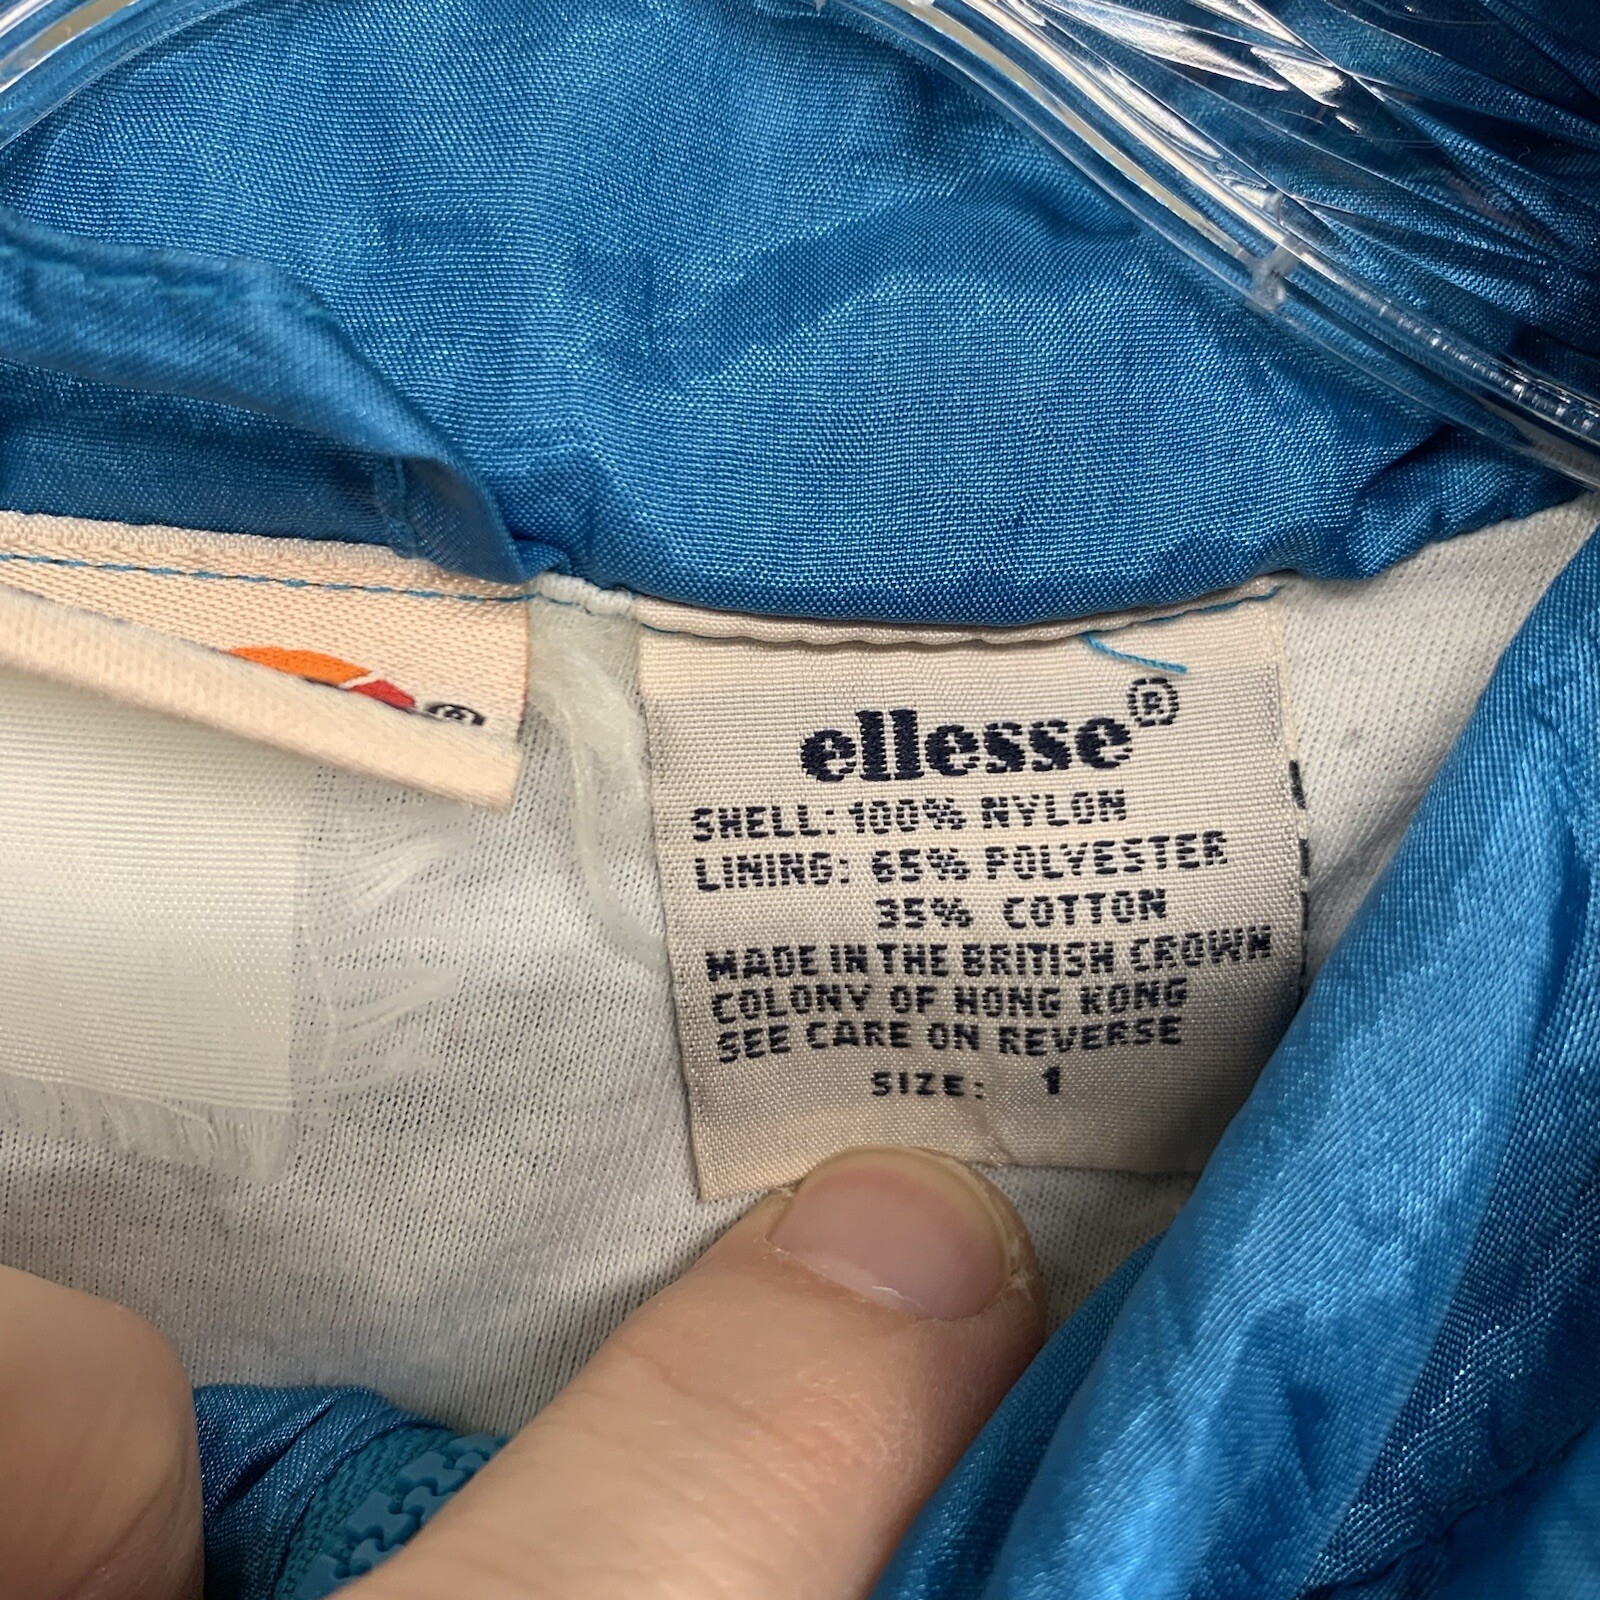 ®
ellesse®
SHELL: 100% NYLON
LINING: 65% POLYESTER
35% COTTON
MADE IN THE BRITISH CROWN
COLONY OF HONG KONG
SEE CARE ON REVERSE
SIZE: 1